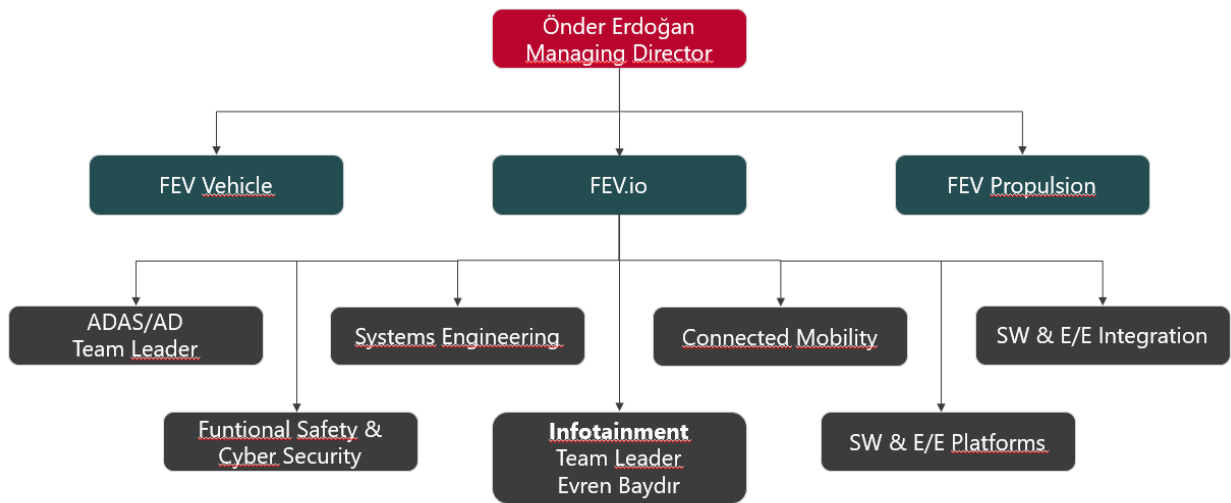 Önder Erdoğan
Managing Director
FEV Vehicle
FEV.io
FEV Propulsion
ADAS/AD
Team Leader
Systems Engineering
Connected Mobility
SW & E/E Integration
Funtional Safety &
Cyber Security
Infotainment
Team Leader
Evren Baydır
SW & E/E Platforms